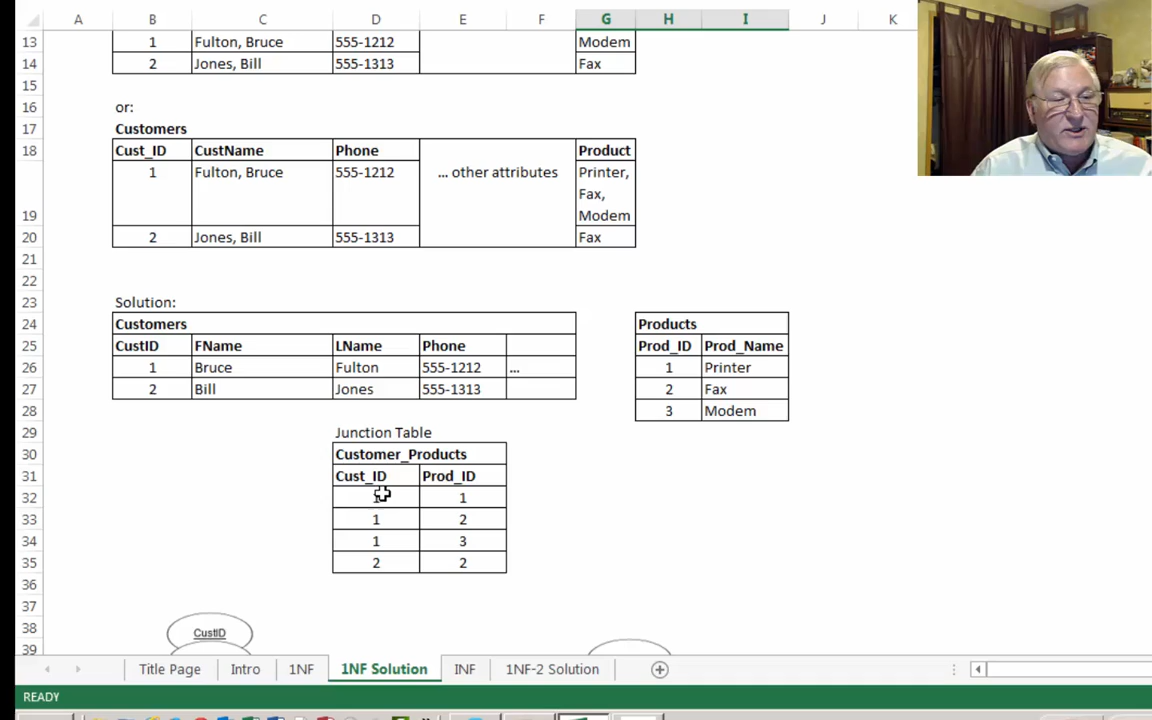 A B C D E F G H I J K
13 1 Fulton, Bruce 555-1212 Modem
14 2 Jones, Bill 555-1313 Fax
15
16 or:
17 Customers
18 Cust_ID CustName Phone Product
1 Fulton, Bruce 555-1212 ... other attributes Printer,
Fax,
19 Modem
20 2 Jones, Bill 555-1313 Fax
21
22
23 Solution:
24 Customers Products
25 CustID FName LName Phone Prod_ID Prod_Name
26 1 Bruce Fulton 555-1212 ... 1 Printer
27 2 Bill Jones 555-1313 2 Fax
28 3 Modem
29 Junction Table
30 Customer_Products
31 Cust_ID Prod_ID
32 1 1
33 1 2
34 1 3
35 2 2
36
37
38 CustID
39
Title Page Intro 1NF 1NF Solution INF 1NF-2 Solution
READY